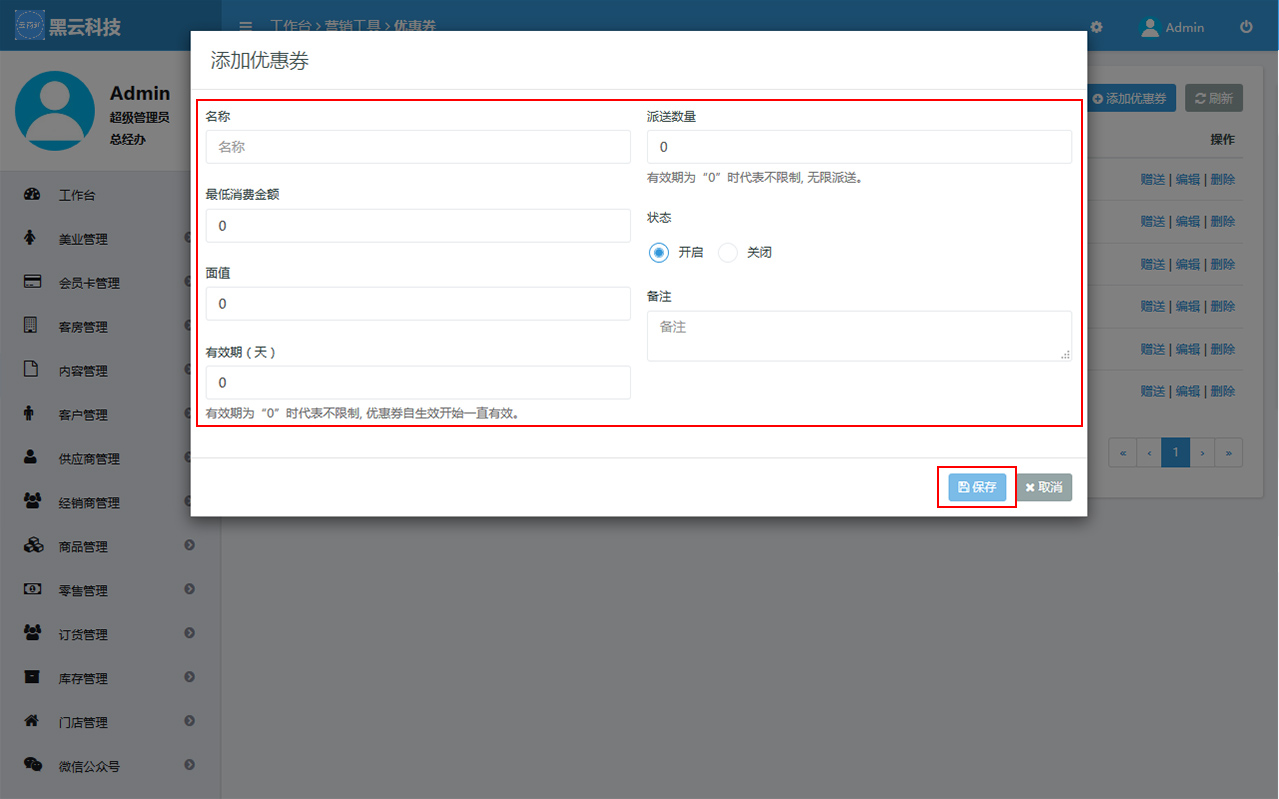 黑云科技
工作台 > 营销工具 > 优惠券
Admin
添加优惠券
Admin
超级管理员
总经办
添加优惠券
刷新
操作
名称
名称
最低消费金额
0
面值
0
有效期 ( 天 )
0
有效期为“0”时代表不限制, 优惠券自生效开始一直有效。
派送数量
0
有效期为“0”时代表不限制, 无限派送。
状态
开启
关闭
备注
备注
保存
取消
赠送 | 编辑 | 删除
赠送 | 编辑 | 删除
赠送 | 编辑 | 删除
赠送 | 编辑 | 删除
赠送 | 编辑 | 删除
赠送 | 编辑 | 删除
« ‹ 1 › »
工作台
美业管理
会员卡管理
客房管理
内容管理
客户管理
供应商管理
经销商管理
商品管理
零售管理
订货管理
库存管理
门店管理
微信公众号